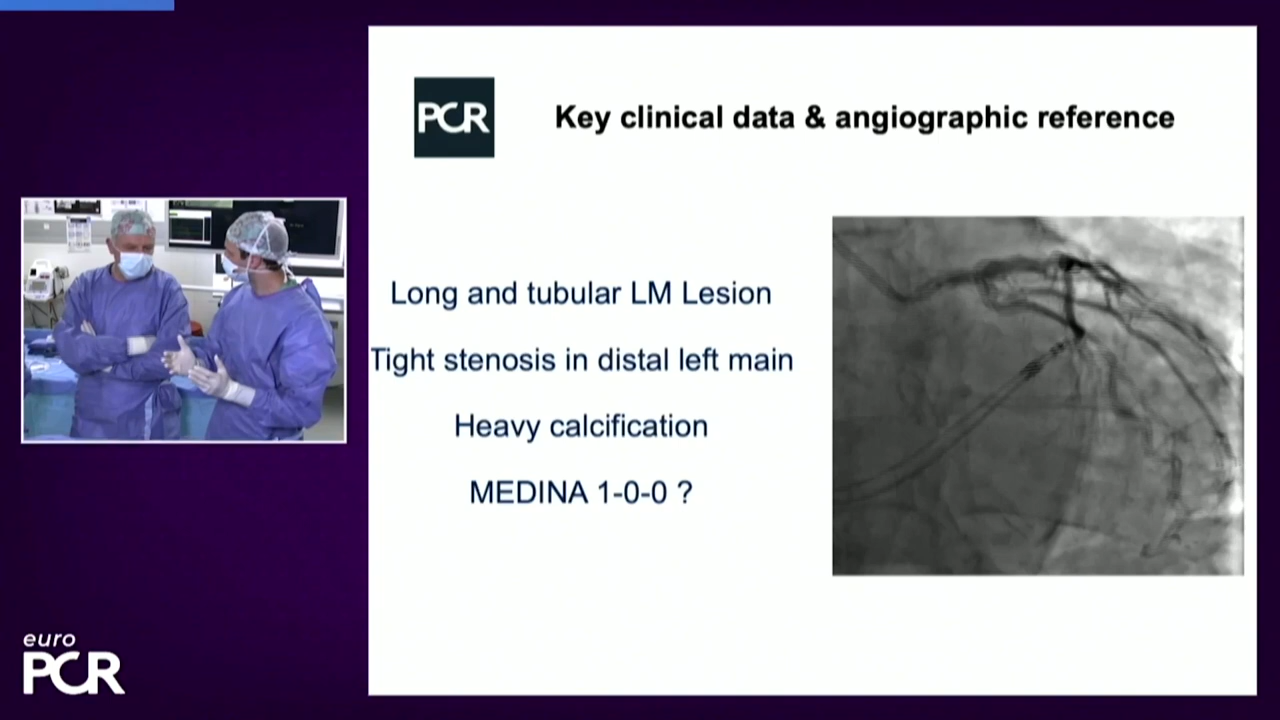 PCR
Key clinical data & angiographic reference
Long and tubular LM Lesion
Tight stenosis in distal left main
Heavy calcification
MEDINA 1-0-0 ?
euro
PCR